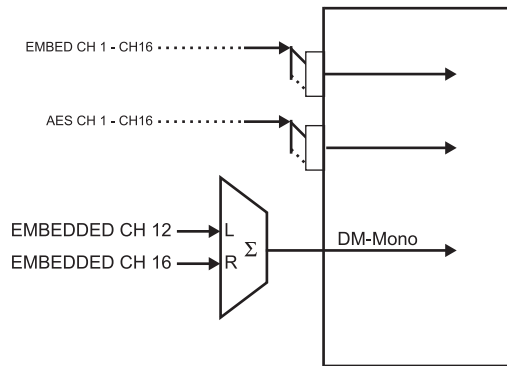 EMBED CH 1 - CH16
AES CH 1 - CH16
EMBEDDED CH 12
L
Σ
DM-Mono
EMBEDDED CH 16
R